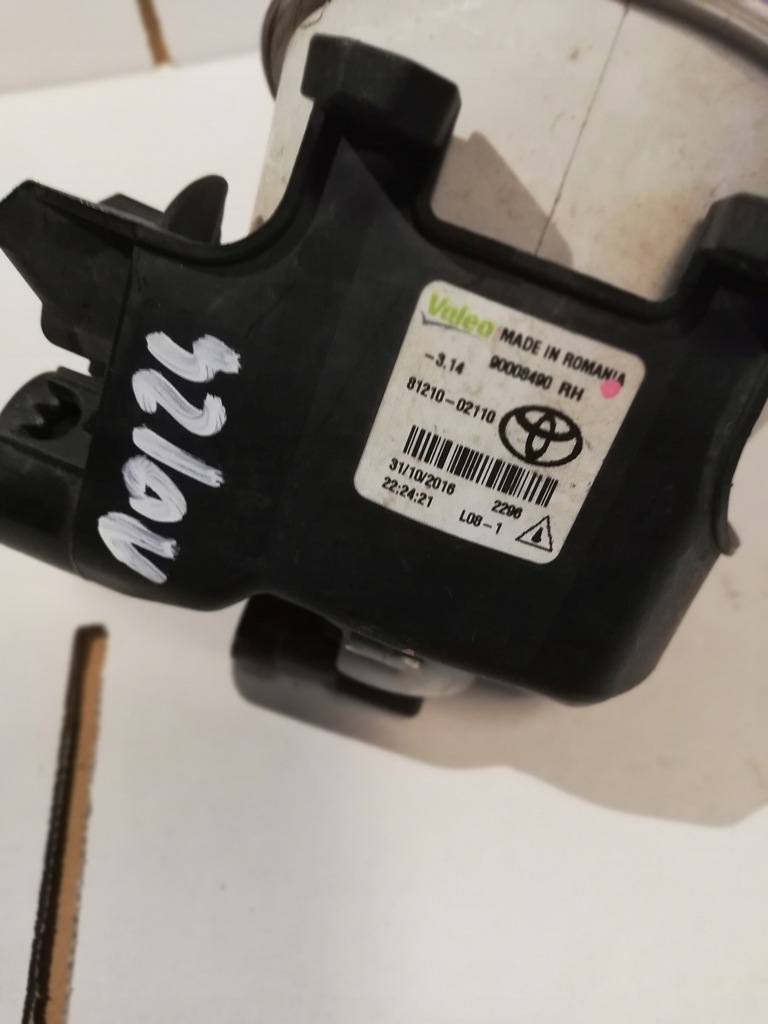 Valeo MADE IN ROMANIA
-3.14 90008490 RH
81210-02110
31/10/2016 2296
22:24:21 L08-1